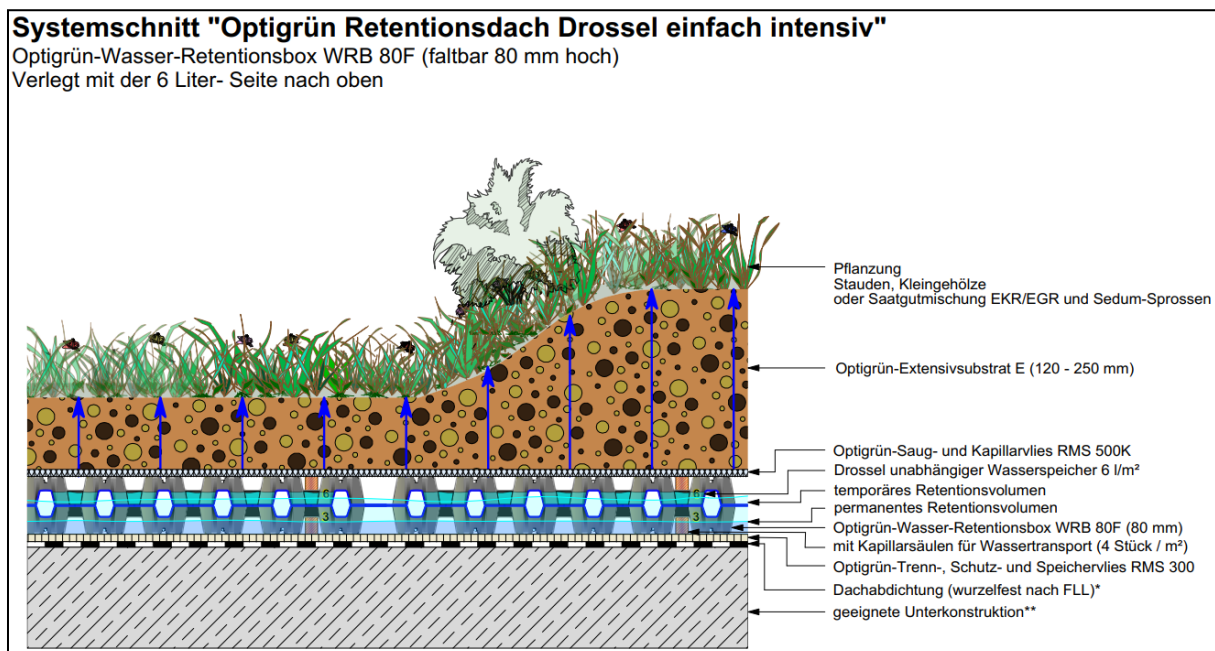 Systemschnitt "Optigrün Retentionsdach Drossel einfach intensiv"
Optigrün-Wasser-Retentionsbox WRB 80F (faltbar 80 mm hoch)
Verlegt mit der 6 Liter- Seite nach oben
Pflanzung
Stauden, Kleingehölze
oder Saatgutmischung EKR/EGR und Sedum-Sprossen
Optigrün-Extensivsubstrat E (120 - 250 mm)
Optigrün-Saug- und Kapillarvlies RMS 500K
Drossel unabhängiger Wasserspeicher 6 l/m²
temporäres Retentionsvolumen
permanentes Retentionsvolumen
Optigrün-Wasser-Retentionsbox WRB 80F (80 mm)
mit Kapillarsäulen für Wassertransport (4 Stück / m²)
Optigrün-Trenn-, Schutz- und Speichervlies RMS 300
Dachabdichtung (wurzelfest nach FLL)*
geeignete Unterkonstruktion**
6
6
3
3